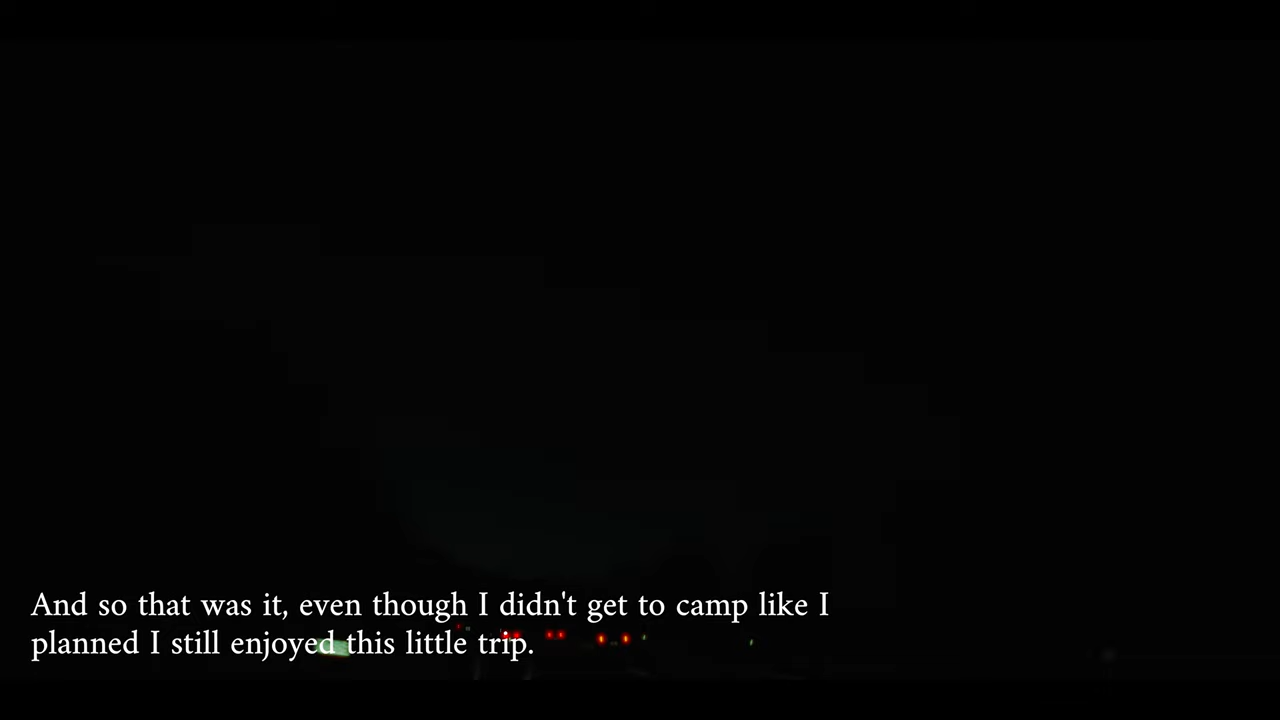 And so that was it, even though I didn't get to camp like I
planned I still enjoyed this little trip.